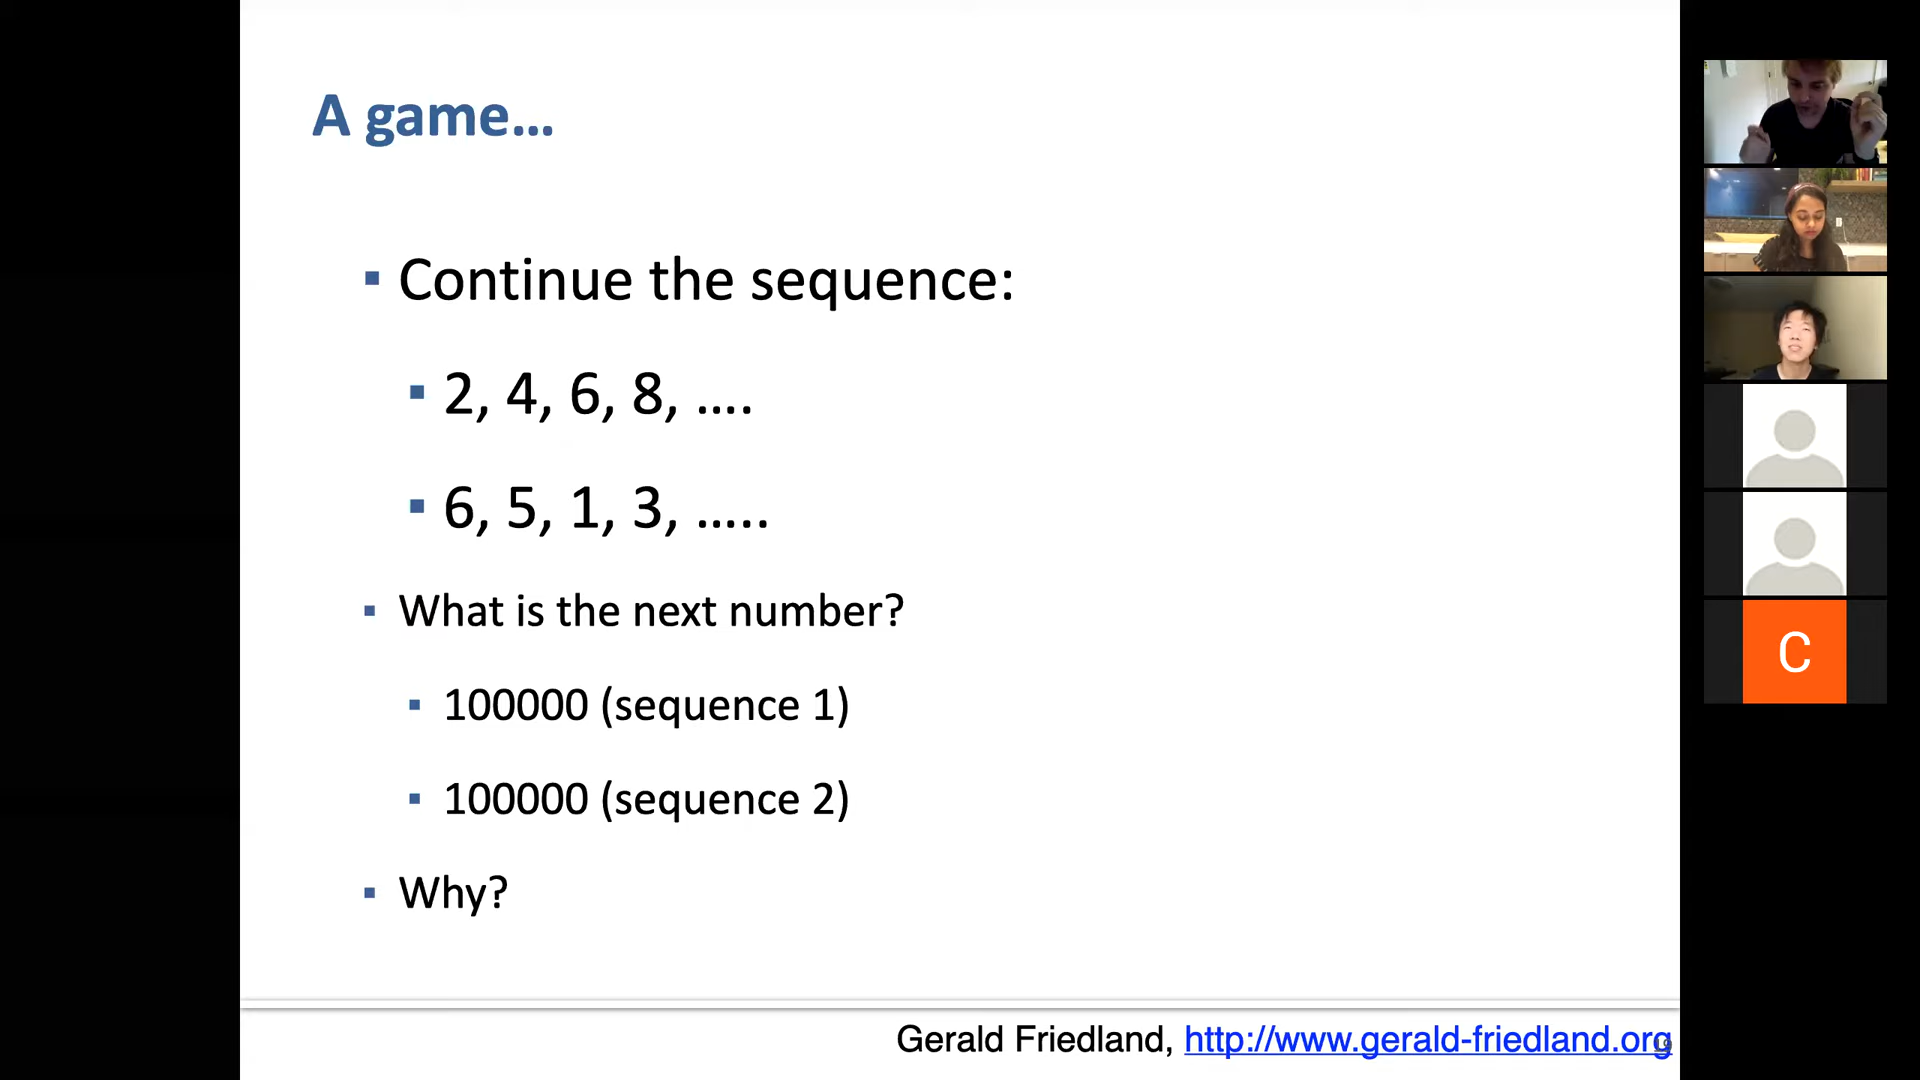 A game...
Continue the sequence:
2, 4, 6, 8, ....
6, 5, 1, 3, .....
What is the next number?
100000 (sequence 1)
100000 (sequence 2)
Why?
Gerald Friedland, http://www.gerald-friedland.org
19
C